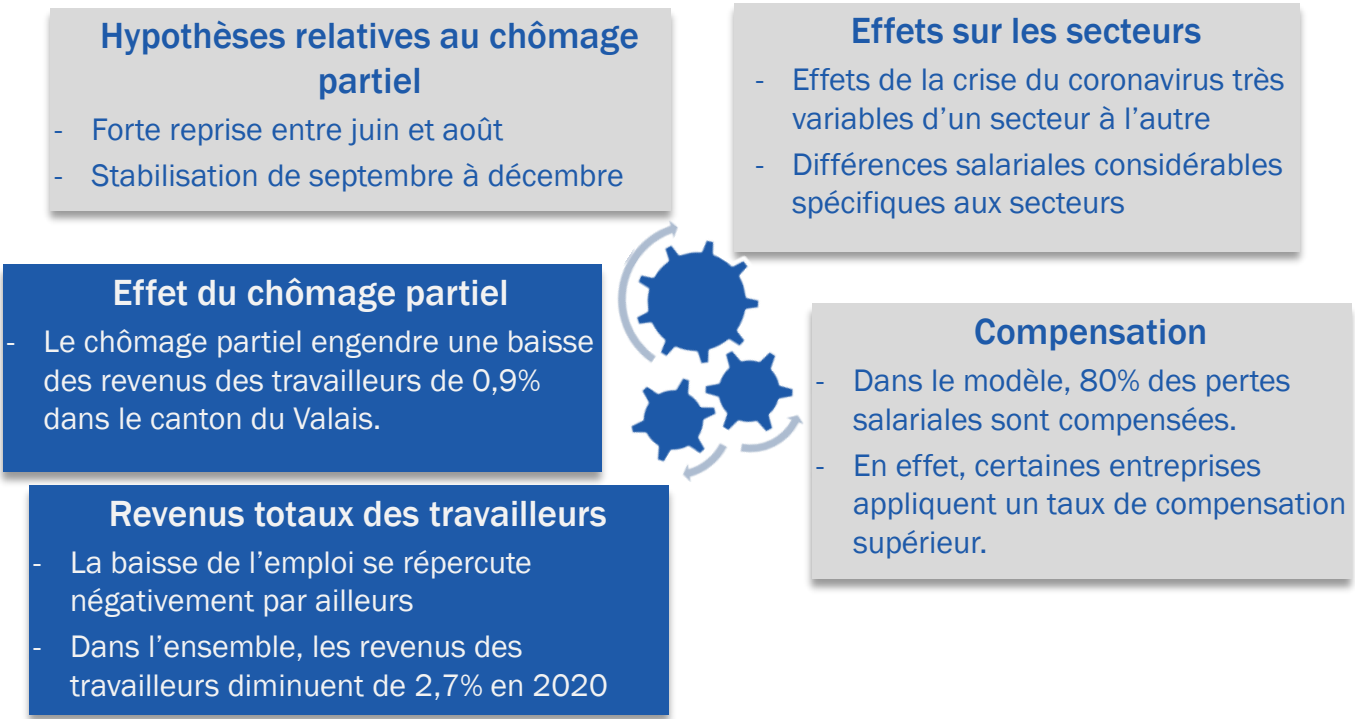 Hypothèses relatives au chômage
partiel
- Forte reprise entre juin et août
- Stabilisation de septembre à décembre
Effets sur les secteurs
- Effets de la crise du coronavirus très
variables d’un secteur à l’autre
- Différences salariales considérables
spécifiques aux secteurs
Effet du chômage partiel
- Le chômage partiel engendre une baisse
des revenus des travailleurs de 0,9%
dans le canton du Valais.
Compensation
- Dans le modèle, 80% des pertes
salariales sont compensées.
- En effet, certaines entreprises
appliquent un taux de compensation
supérieur.
Revenus totaux des travailleurs
- La baisse de l’emploi se répercute
négativement par ailleurs
- Dans l’ensemble, les revenus des
travailleurs diminuent de 2,7% en 2020